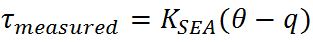 τ_measured = K_SEA(θ − q)